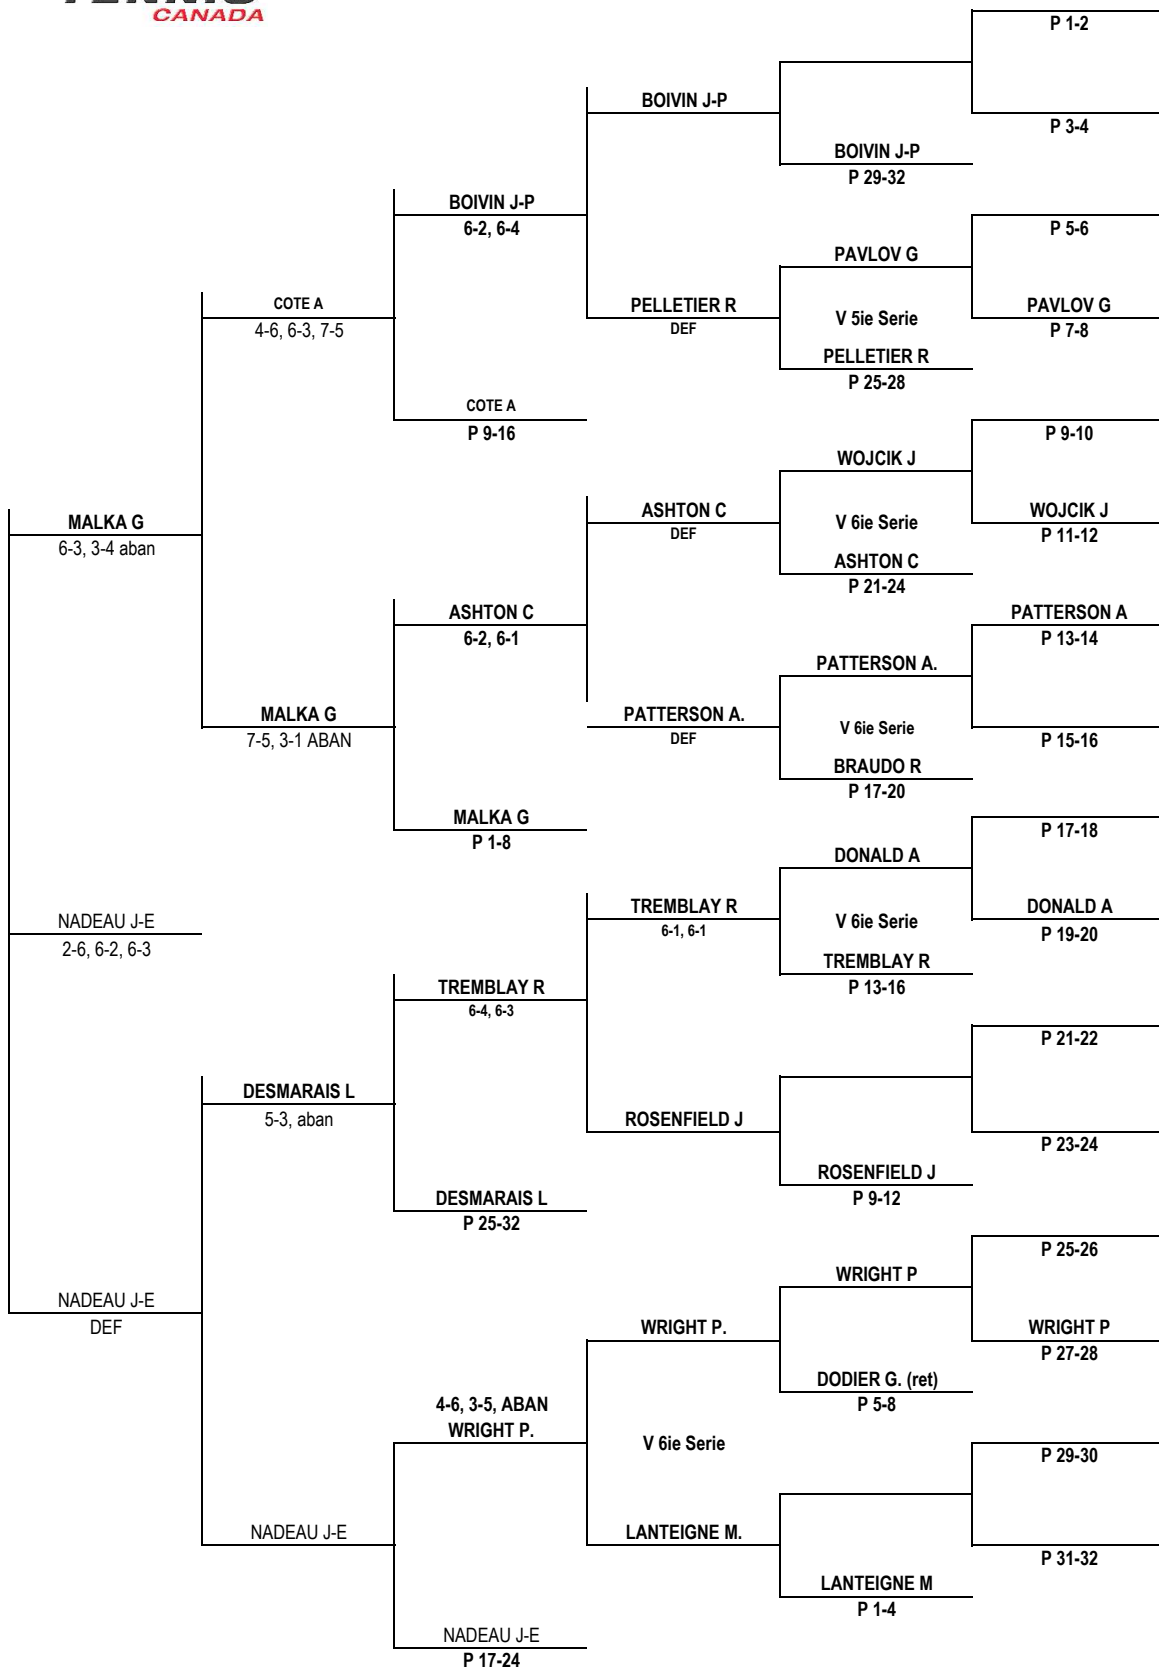 TENNIS
CANADA
P 1-2
BOIVIN J-P
P 3-4
BOIVIN J-P
P 29-32
BOIVIN J-P
6-2, 6-4
P 5-6
PAVLOV G
COTE A
4-6, 6-3, 7-5
PELLETIER R
DEF
V 5ie Serie
PAVLOV G
P 7-8
PELLETIER R
P 25-28
COTE A
P 9-16
P 9-10
WOJCIK J
MALKA G
6-3, 3-4 aban
ASHTON C
DEF
V 6ie Serie
WOJCIK J
P 11-12
ASHTON C
P 21-24
ASHTON C
6-2, 6-1
PATTERSON A
P 13-14
PATTERSON A.
MALKA G
7-5, 3-1 ABAN
PATTERSON A.
DEF
V 6ie Serie
P 15-16
BRAUDO R
P 17-20
MALKA G
P 1-8
P 17-18
DONALD A
NADEAU J-E
2-6, 6-2, 6-3
TREMBLAY R
6-1, 6-1
V 6ie Serie
DONALD A
P 19-20
TREMBLAY R
P 13-16
TREMBLAY R
6-4, 6-3
P 21-22
DESMARAIS L
5-3, aban
ROSENFIELD J
P 23-24
ROSENFIELD J
P 9-12
DESMARAIS L
P 25-32
P 25-26
WRIGHT P
NADEAU J-E
DEF
WRIGHT P.
WRIGHT P
P 27-28
DODIER G. (ret)
P 5-8
4-6, 3-5, ABAN
WRIGHT P.
V 6ie Serie
P 29-30
NADEAU J-E
LANTEIGNE M.
P 31-32
LANTEIGNE M
P 1-4
NADEAU J-E
P 17-24